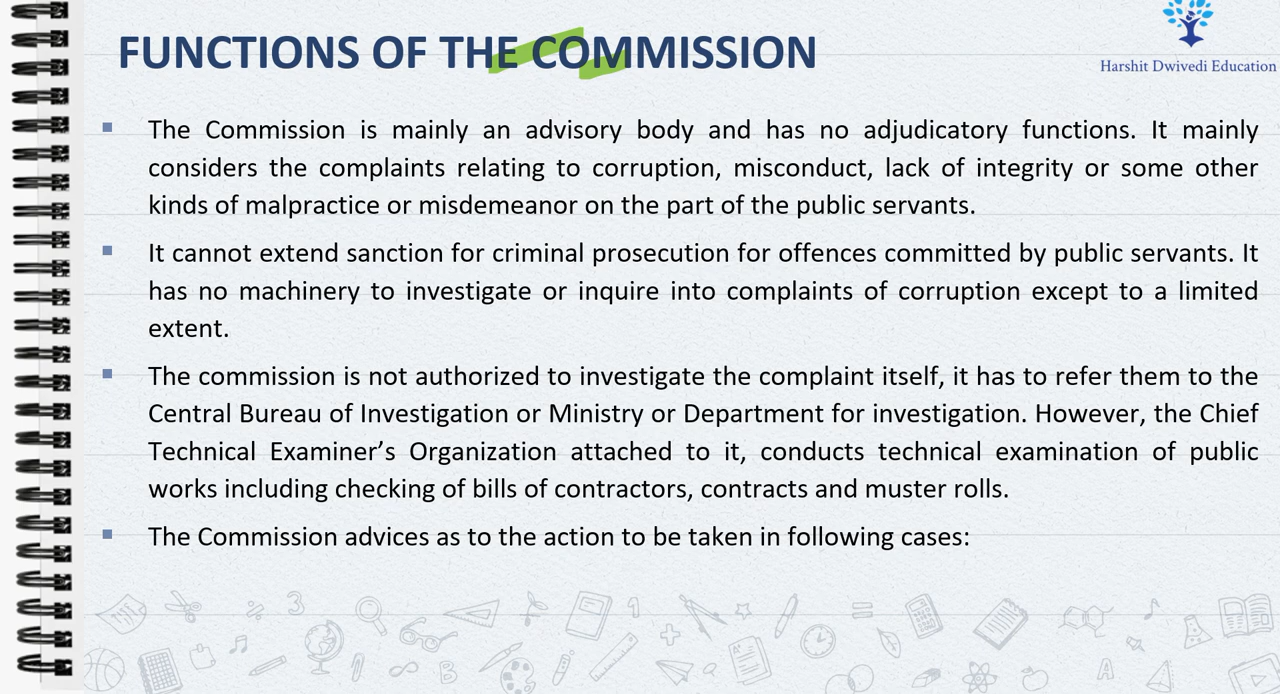 FUNCTIONS OF THE COMMISSION
Harshit Dwivedi Education
The Commission is mainly an advisory body and has no adjudicatory functions. It mainly
considers the complaints relating to corruption, misconduct, lack of integrity or some other
kinds of malpractice or misdemeanor on the part of the public servants.
It cannot extend sanction for criminal prosecution for offences committed by public servants. It
has no machinery to investigate or inquire into complaints of corruption except to a limited
extent.
The commission is not authorized to investigate the complaint itself, it has to refer them to the
Central Bureau of Investigation or Ministry or Department for investigation. However, the Chief
Technical Examiner’s Organization attached to it, conducts technical examination of public
works including checking of bills of contractors, contracts and muster rolls.
The Commission advices as to the action to be taken in following cases: